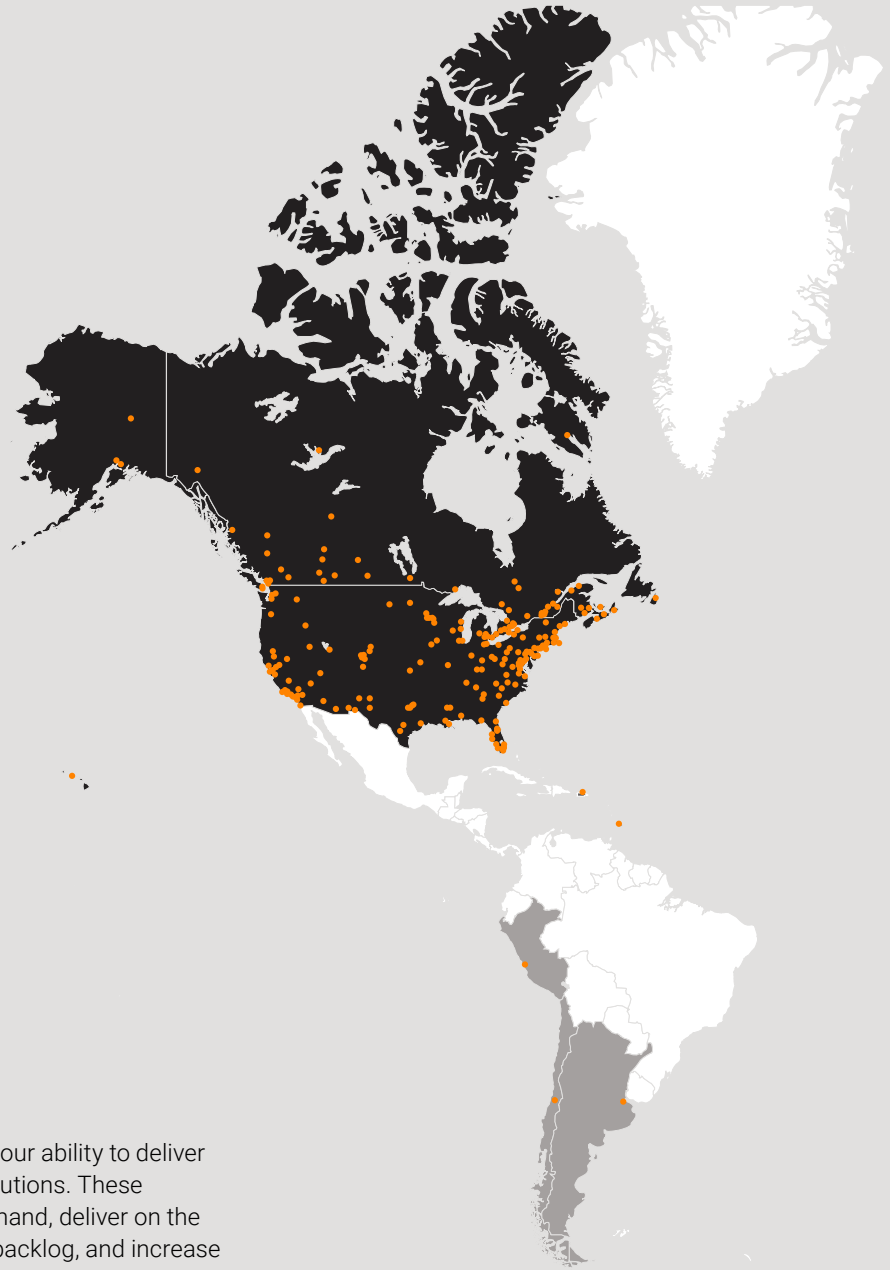 our ability to deliver
utions. These
hand, deliver on the
backlog, and increase